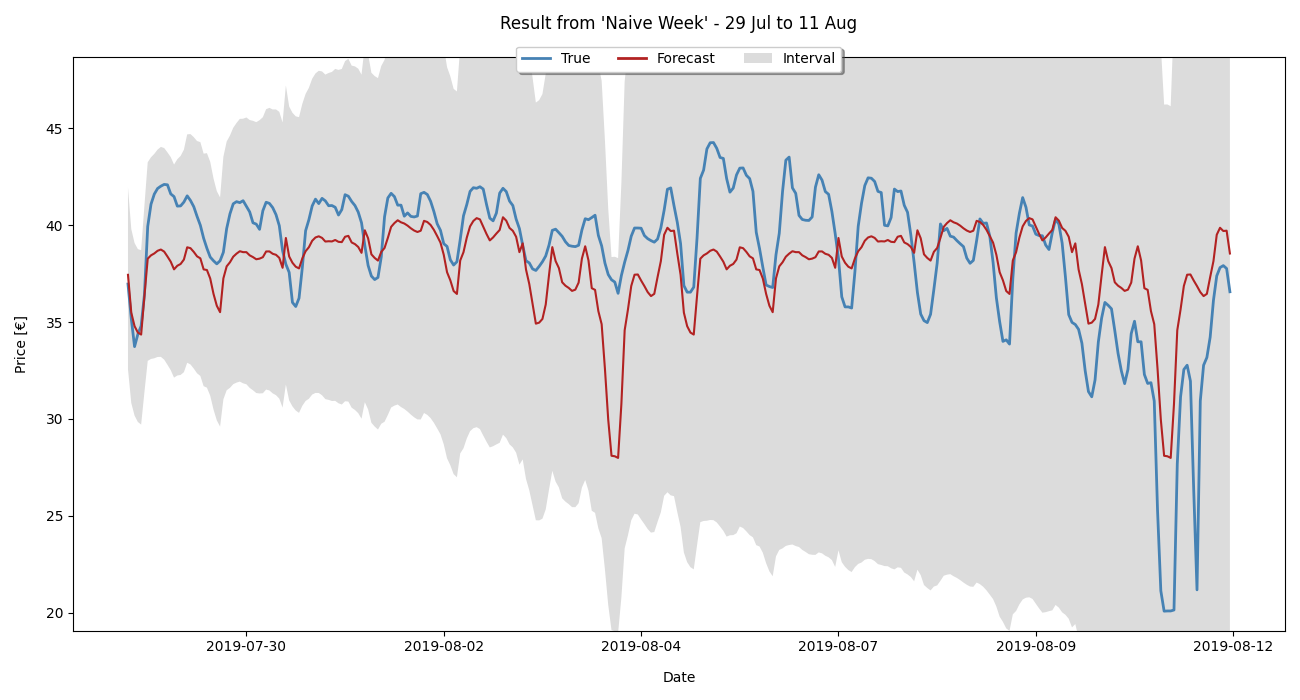 Result from 'Naive Week' - 29 Jul to 11 Aug
True Forecast Interval
45
40
35
30
25
20
Price [€]
2019-07-30 2019-08-02 2019-08-04 2019-08-07 2019-08-09 2019-08-12
Date